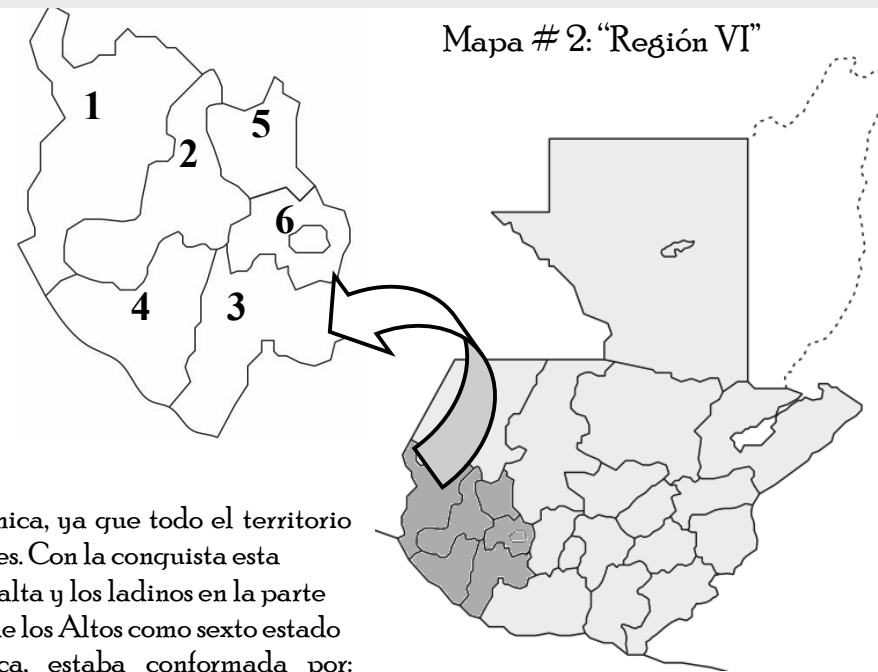 Mapa # 2: “Región VI”
1
2
5
6
4
3
nica, ya que todo el territorio
es. Con la conquista esta
alta y los ladinos en la parte
e los Altos como sexto estado
ca, estaba conformada por: